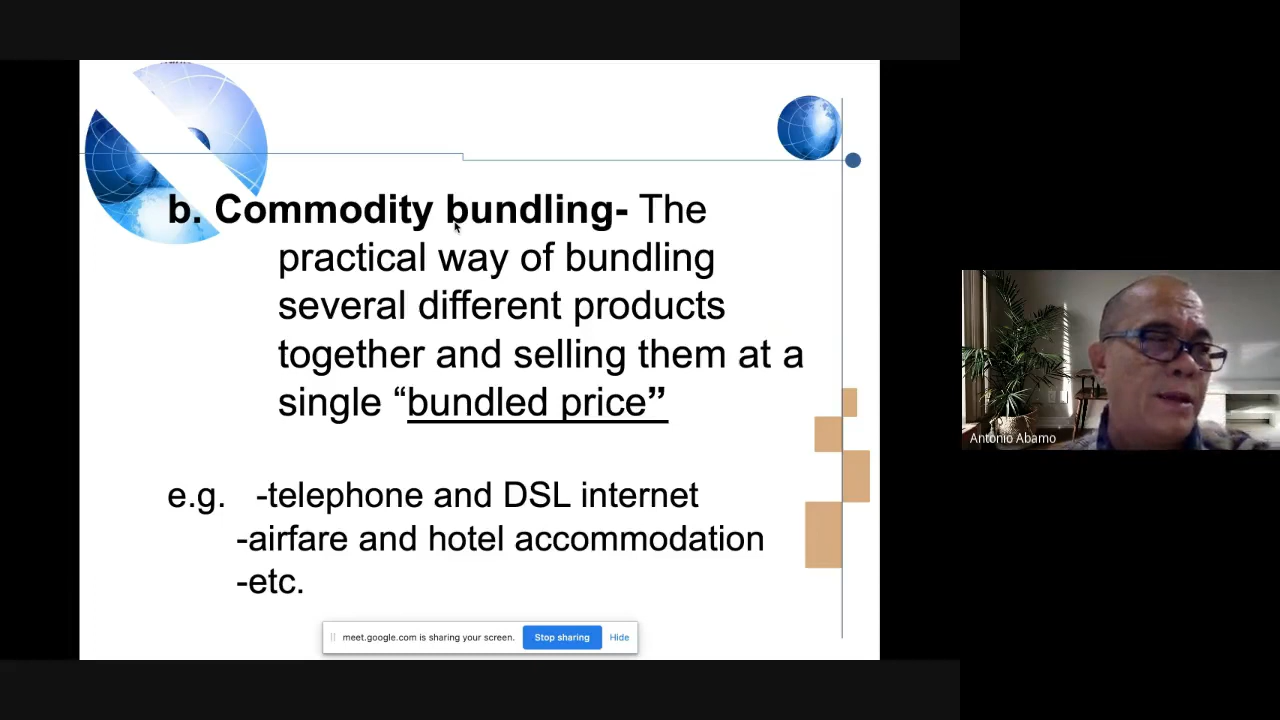 b. Commodity bundling- The
practical way of bundling
several different products
together and selling them at a
single “bundled price”
e.g. -telephone and DSL internet
-airfare and hotel accommodation
-etc.
meet.google.com is sharing your screen. Stop sharing Hide
Antonio Abamo